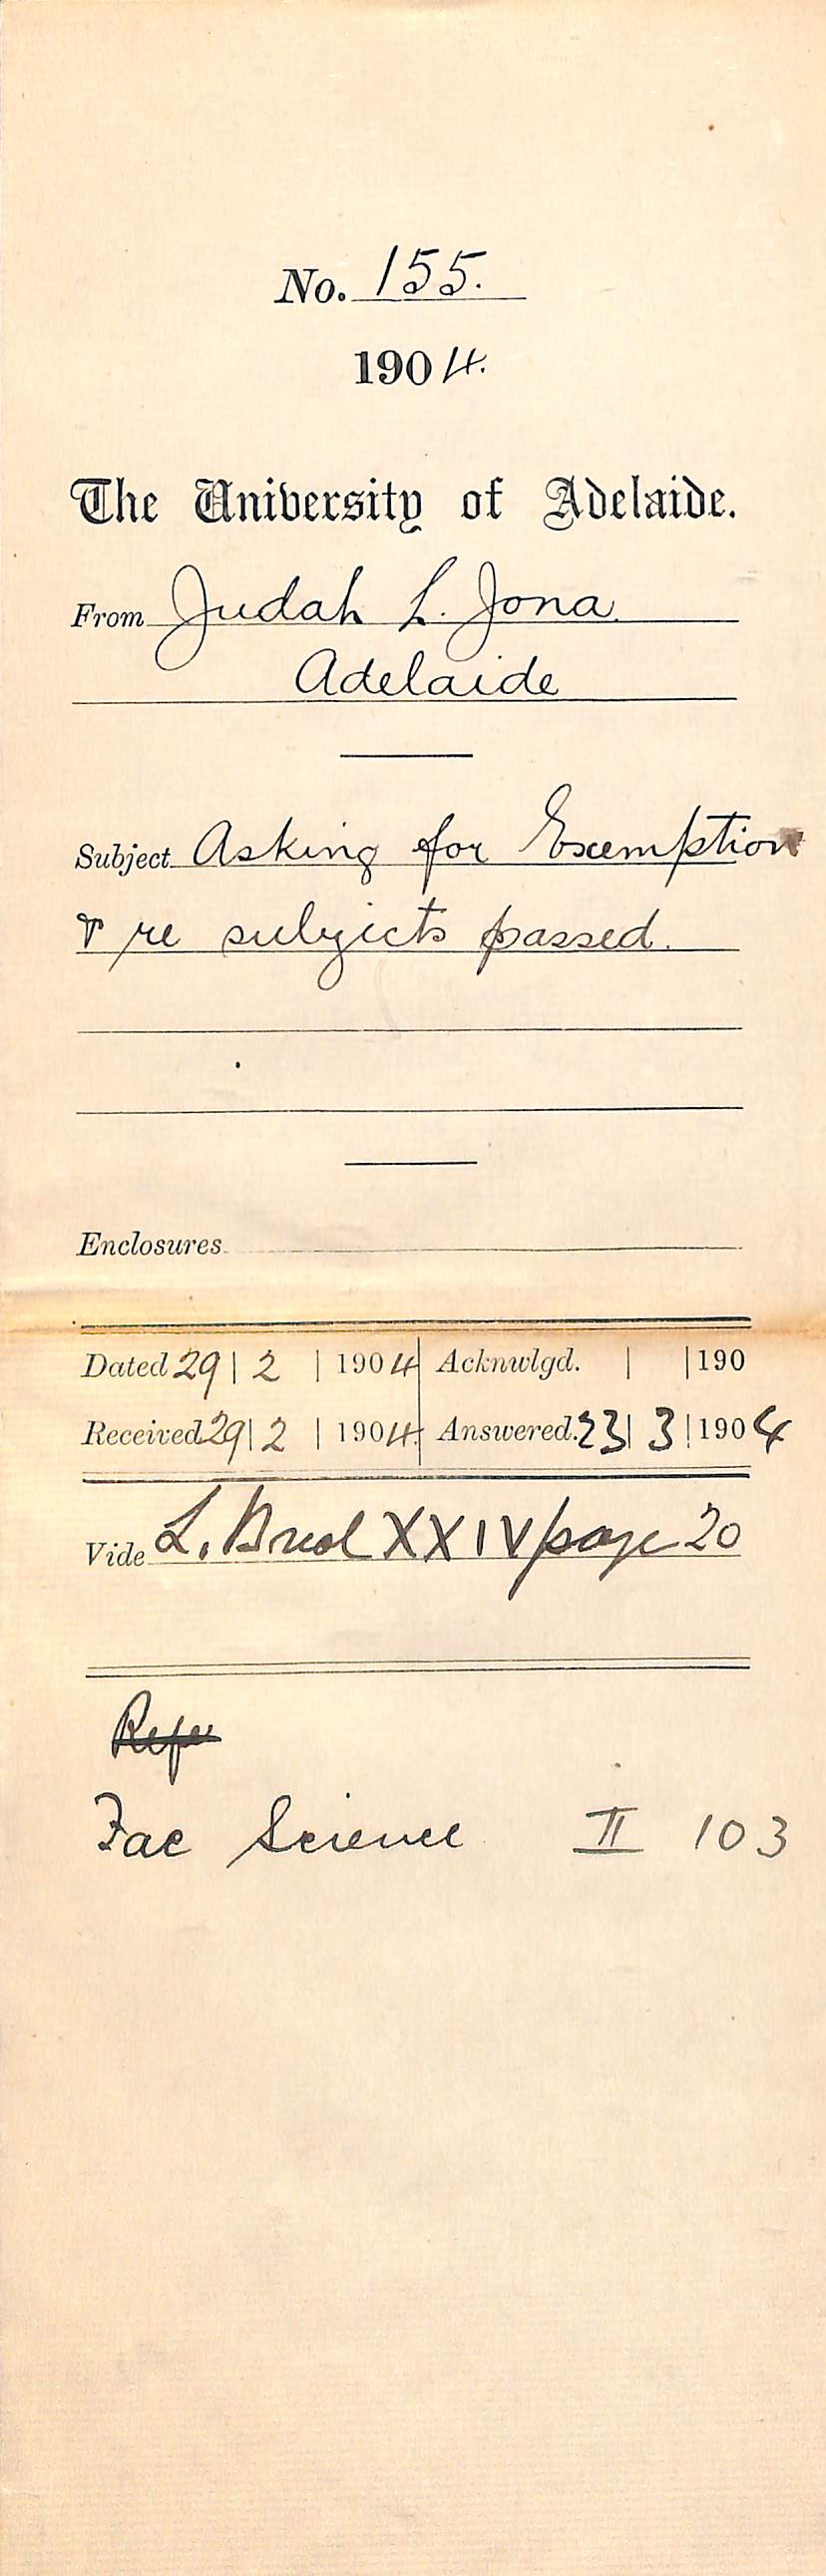 No. 155.
1904.
The University of Adelaide.
From Judah L. Jona
Adelaide
Subject Asking for Exemption
& re subjects passed.
Enclosures
Dated 29 | 2 | 1904 Acknwlgd. | | 190
Received 29 | 2 | 1904. Answered. 23 | 3 | 1904
Vide L. XXIV page 20
Refer
Fac Science II 103